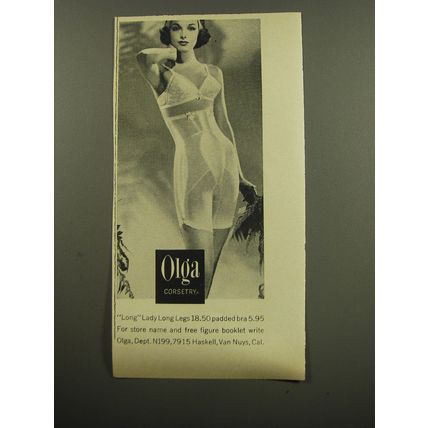 Olga
CORSETRY.
"Long" Lady Long Legs 18.50 padded bra 5.95
For store name and free figure booklet write
Olga, Dept. N199, 7915 Haskell, Van Nuys, Cal.